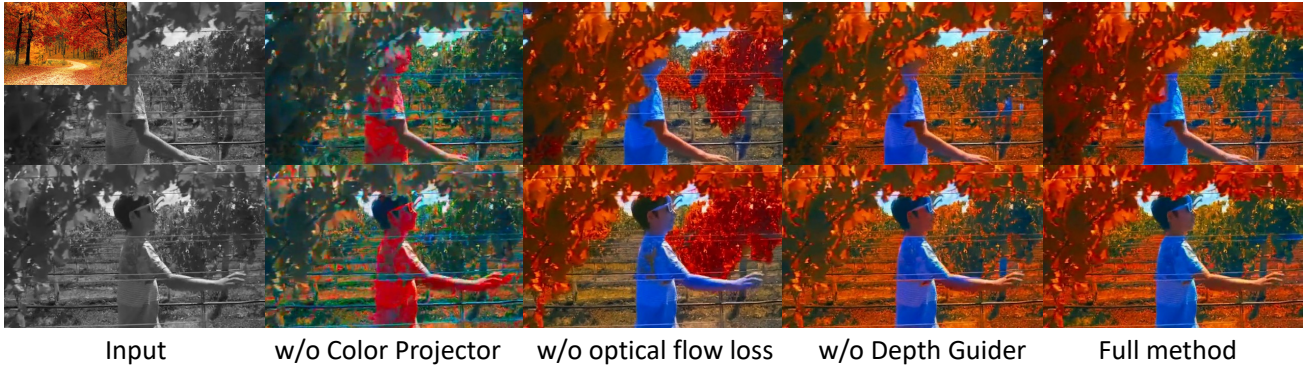 Input
w/o Color Projector
w/o optical flow loss
w/o Depth Guider
Full method